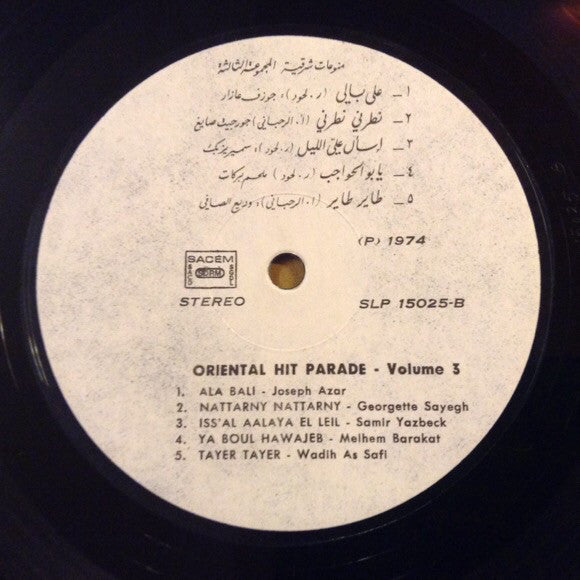 منوعات شرقية المجموعة الثالثة
١ - على بالي (ر. لحود)، جوزف عازار
٢ - نطرني نطرني (ا. الرحباني) جورجيت صايغ
٣ - إسأل عليّ الليل (ر. لحود)، سمير يزبك
٤ - يا بو الحواجب (ر. لحود)، ملحم بركات
٥ - طاير طاير (ا. الرحباني)، وديع الصافي
(P) 1974
SACEM
STEREO
SLP 15025-B
ORIENTAL HIT PARADE - Volume 3
1. ALA BALI - Joseph Azar
2. NATTARNY NATTARNY - Georgette Sayegh
3. ISS'AL AALAYA EL LEIL - Samir Yazbeck
4. YA BOUL HAWAJEB - Melhem Barakat
5. TAYER TAYER - Wadih As Safi